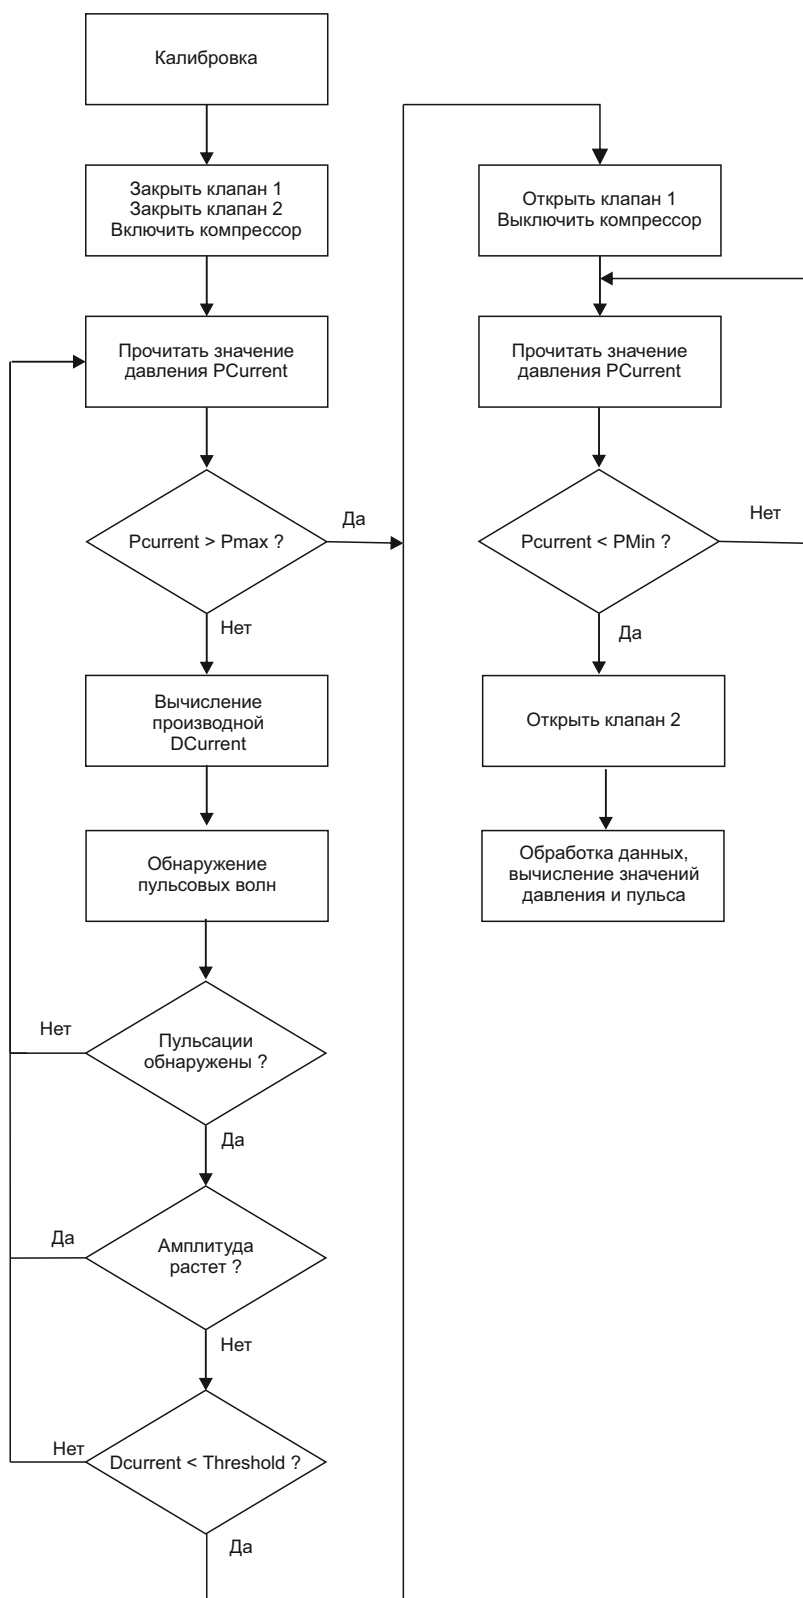 Калибровка
Закрыть клапан 1
Закрыть клапан 2
Включить компрессор
Прочитать значение
давления PCurrent
Pcurrent > Pmax ?
Да
Нет
Вычисление
производной
DCurrent
Обнаружение
пульсовых волн
Пульсации
обнаружены ?
Нет
Да
Амплитуда
растет ?
Да
Нет
Dcurrent < Threshold ?
Нет
Да
Открыть клапан 1
Выключить компрессор
Прочитать значение
давления PCurrent
Pcurrent < PMin ?
Нет
Да
Открыть клапан 2
Обработка данных,
вычисление значений
давления и пульса